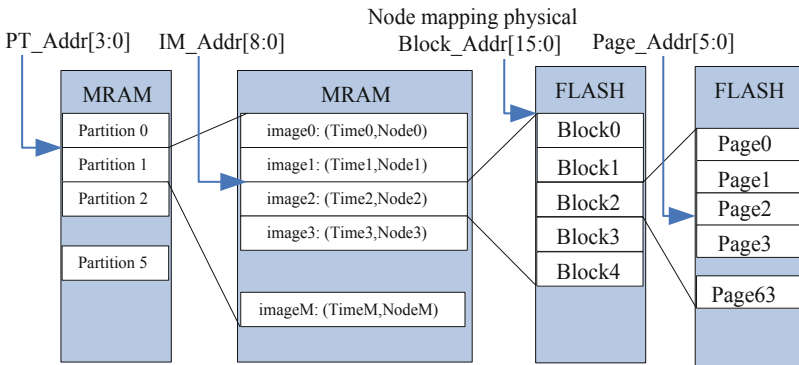 Node mapping physical
PT_Addr[3:0] IM_Addr[8:0] Block_Addr[15:0] Page_Addr[5:0]
MRAM
Partition 0
Partition 1
Partition 2
Partition 5
MRAM
image0: (Time0,Node0)
image1: (Time1,Node1)
image2: (Time2,Node2)
image3: (Time3,Node3)
imageM: (TimeM,NodeM)
FLASH
Block0
Block1
Block2
Block3
Block4
FLASH
Page0
Page1
Page2
Page3
Page63